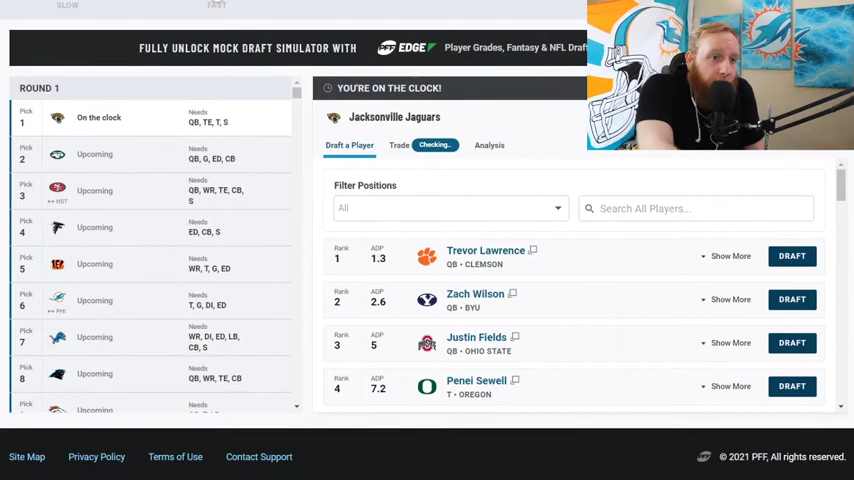 SLOW FAST
FULLY UNLOCK MOCK DRAFT SIMULATOR WITH PFF EDGE Player Grades, Fantasy & NFL Draf
ROUND 1
Pick
1
On the clock
Needs
QB, TE, T, S
Pick
2
Upcoming
Needs
QB, G, ED, CB
Pick
3
HST
Upcoming
Needs
QB, WR, TE, CB,
S
Pick
4
Upcoming
Needs
ED, CB, S
Pick
5
Upcoming
Needs
WR, T, G, ED
Pick
6
PHI
Upcoming
Needs
T, G, DI, ED
Pick
7
Upcoming
Needs
WR, DI, ED, LB,
CB, S
Pick
8
Upcoming
Needs
QB, WR, TE, CB
Pick
Needs
YOU'RE ON THE CLOCK!
Jacksonville Jaguars
Draft a Player Trade Checking.. Analysis
Filter Positions
All
Search All Players...
Rank
1
ADP
1.3
Trevor Lawrence
QB • CLEMSON
Show More
DRAFT
Rank
2
ADP
2.6
Zach Wilson
QB • BYU
Show More
DRAFT
Rank
3
ADP
5
Justin Fields
QB • OHIO STATE
Show More
DRAFT
Rank
4
ADP
7.2
Penei Sewell
T • OREGON
Show More
DRAFT
Site Map Privacy Policy Terms of Use Contact Support
PFF © 2021 PFF, All rights reserved.